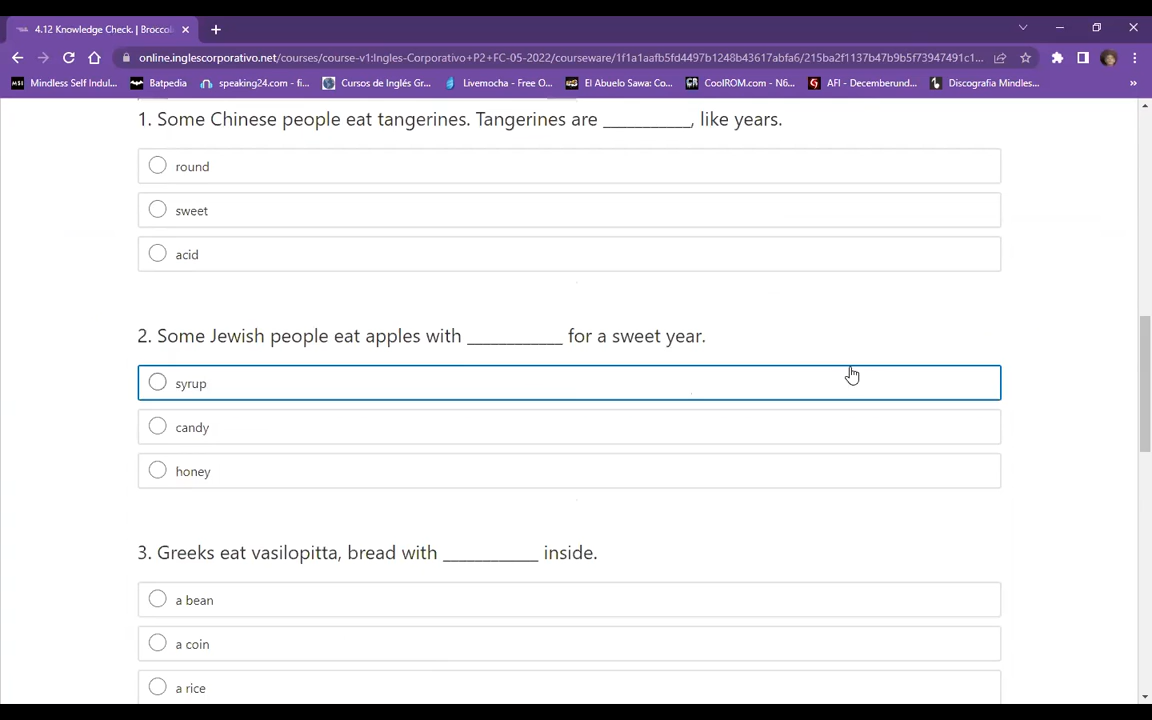 4.12 Knowledge Check. | Broccol
online.inglescorporativo.net/courses/course-v1:Ingles-Corporativo+P2+FC-05-2022/courseware/1f1a1aafb5fd4497b1248b43617abfa6/215ba2f1137b47b9b5f73947491c1...
Mindless Self Indul... Batpedia speaking24.com - fi... Cursos de Inglés Gr... Livemocha - Free O... El Abuelo Sawa: Co... CoolROM.com - N6... AFI - Decemberund... Discografia Mindles... »
1. Some Chinese people eat tangerines. Tangerines are ___________, like years.
round
sweet
acid
2. Some Jewish people eat apples with ___________ for a sweet year.
syrup
candy
honey
3. Greeks eat vasilopitta, bread with ___________ inside.
a bean
a coin
a rice